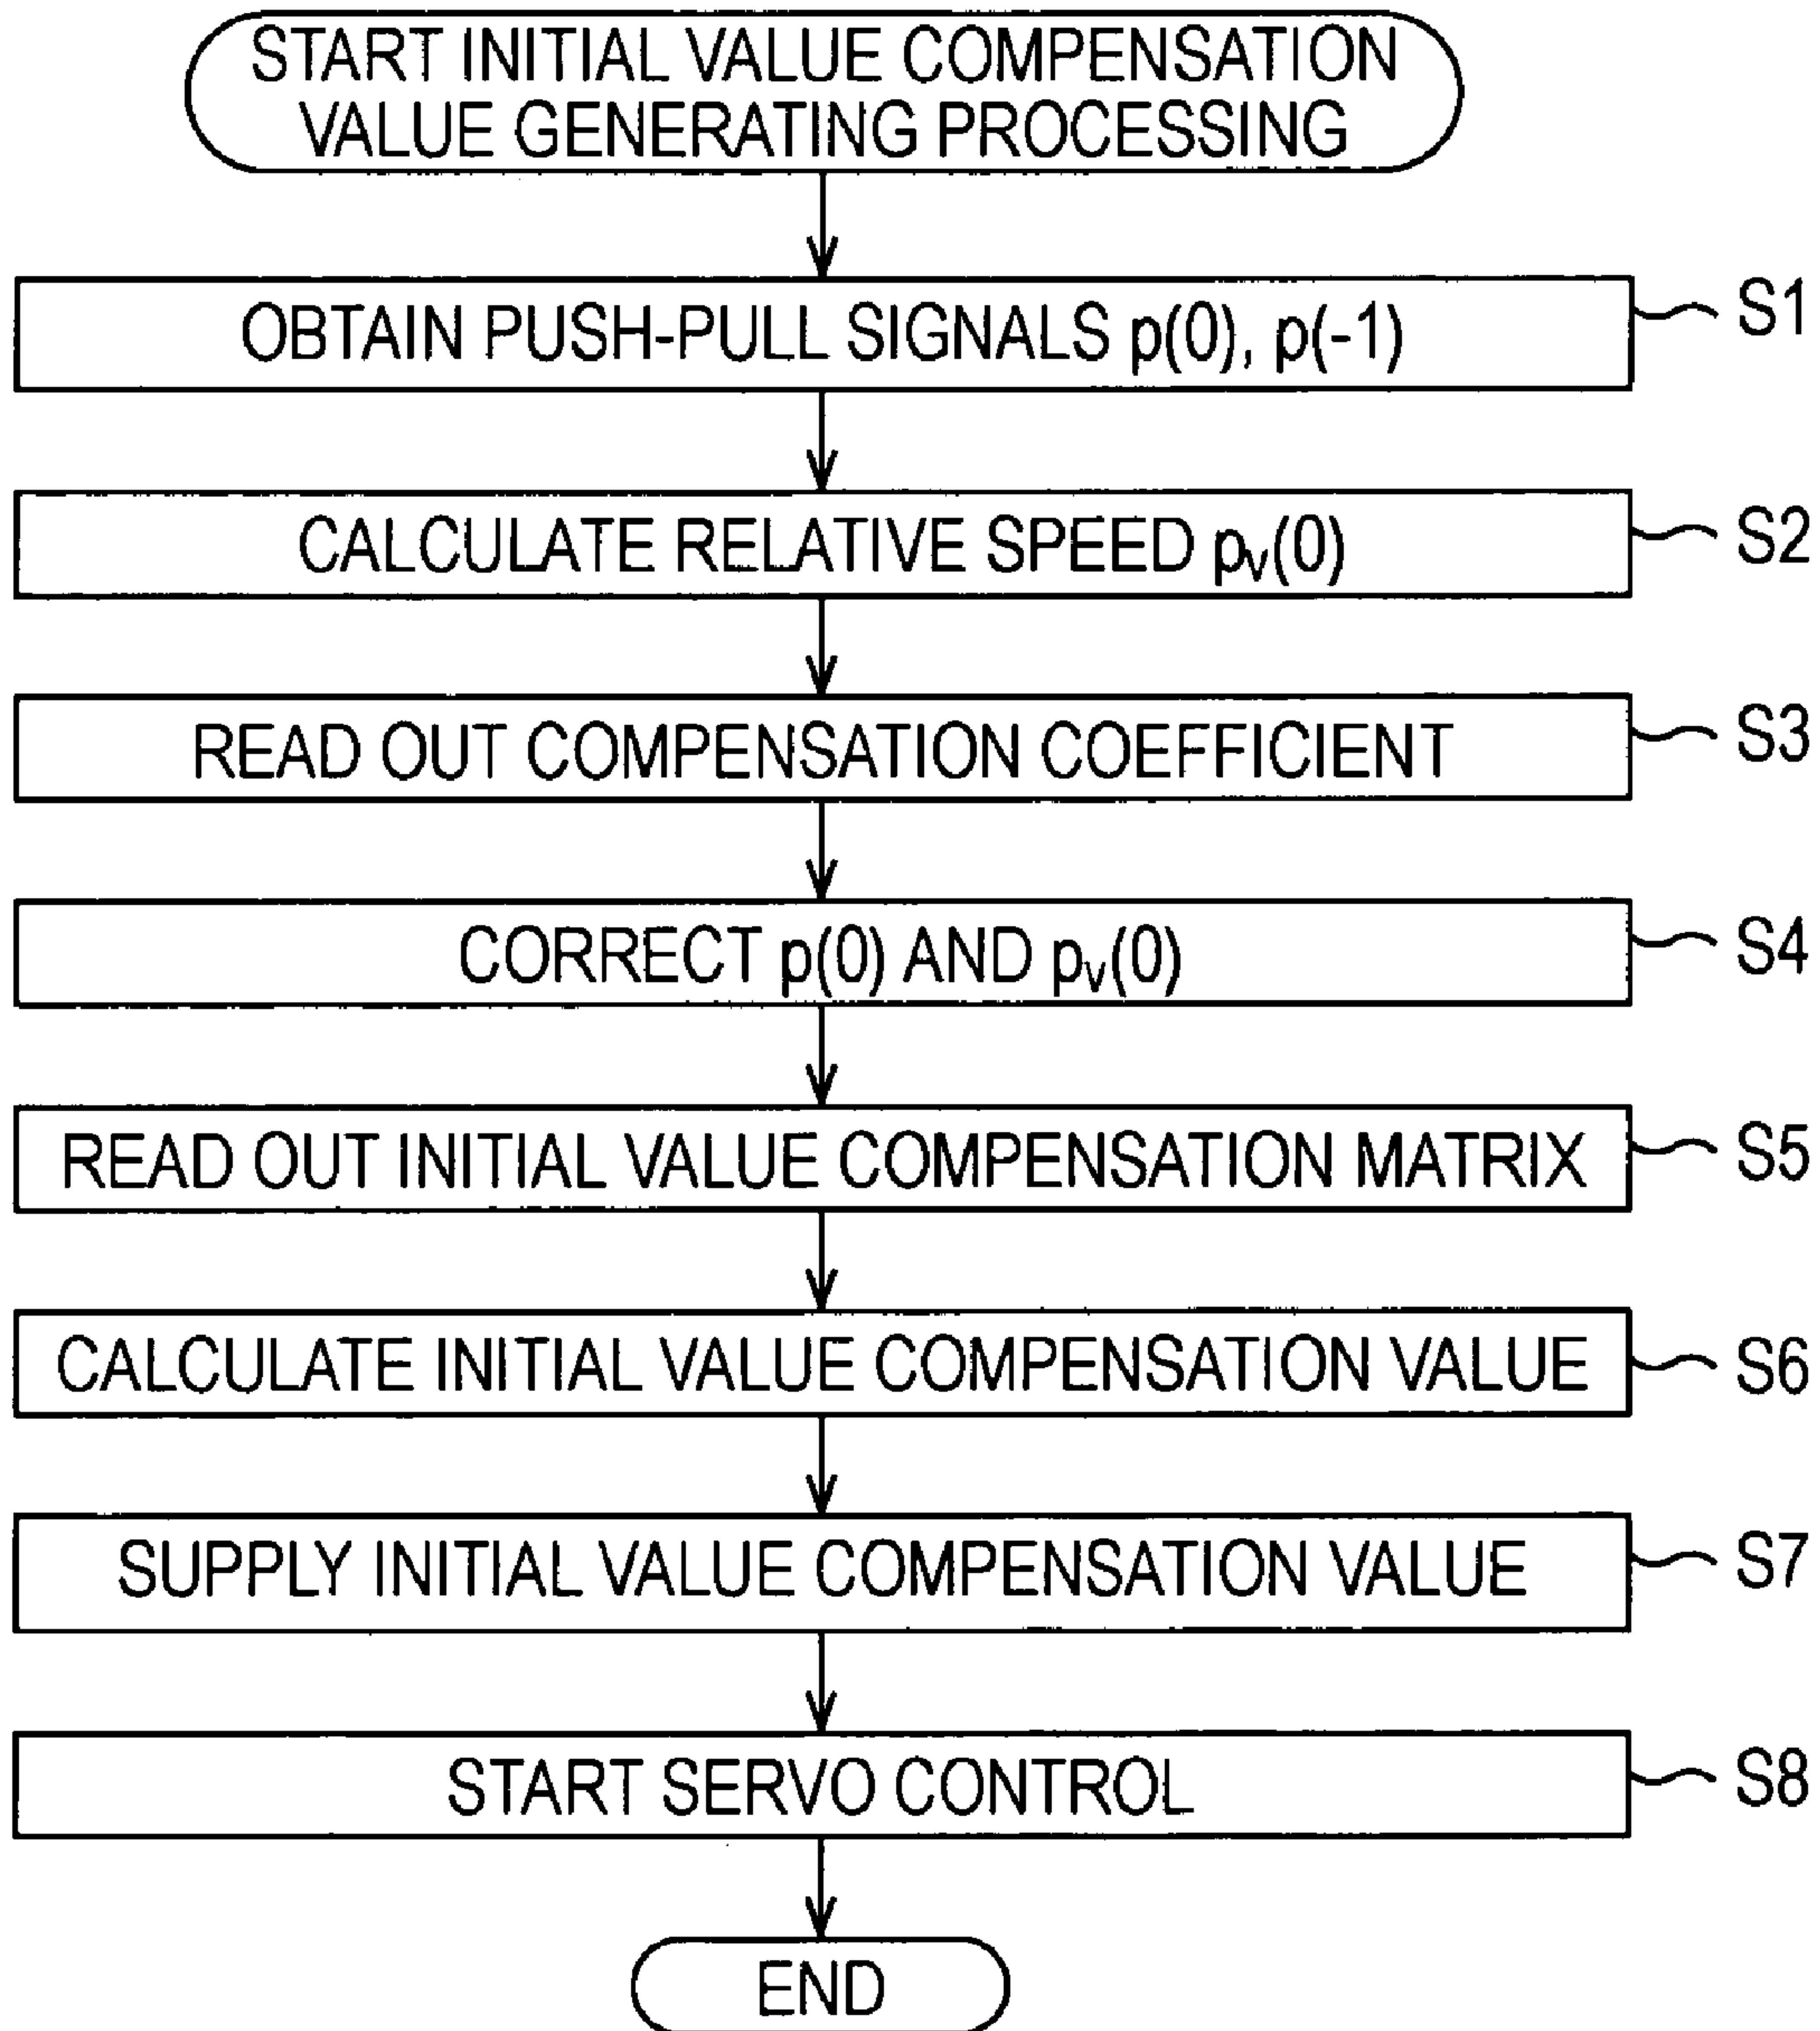 START INITIAL VALUE COMPENSATION
VALUE GENERATING PROCESSING
OBTAIN PUSH-PULL SIGNALS p(0), p(-1)
S1
CALCULATE RELATIVE SPEED pv(0)
S2
READ OUT COMPENSATION COEFFICIENT
S3
CORRECT p(0) AND pv(0)
S4
READ OUT INITIAL VALUE COMPENSATION MATRIX
S5
CALCULATE INITIAL VALUE COMPENSATION VALUE
S6
SUPPLY INITIAL VALUE COMPENSATION VALUE
S7
START SERVO CONTROL
S8
END